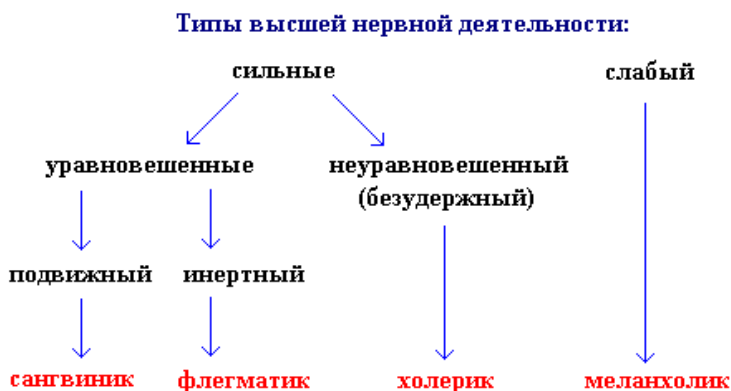 Типы высшей нервной деятельности:
сильные
слабый
уравновешенные
неуравновешенный
(безудержный)
подвижный
инертный
сангвиник
флегматик
холерик
меланхолик